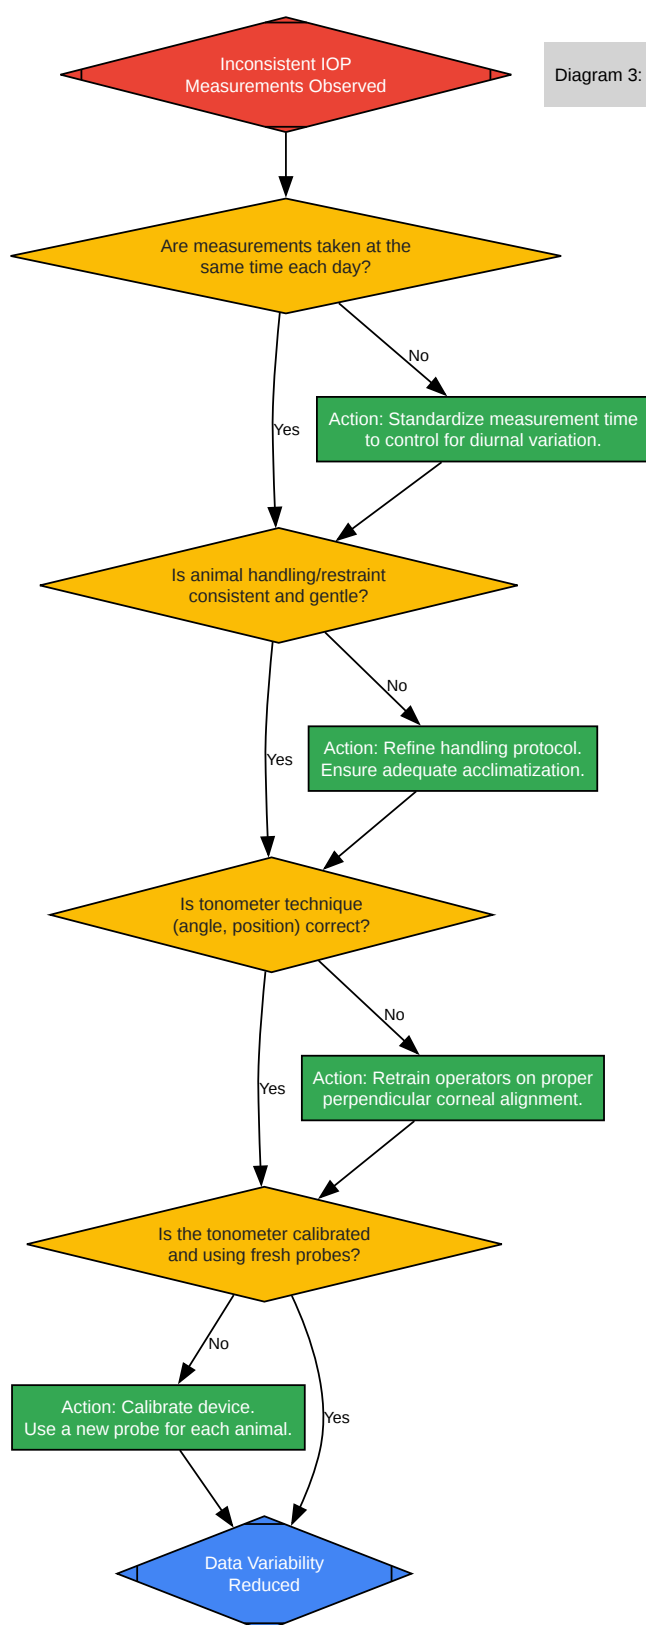 Inconsistent IOP
Measurements Observed
Diagram 3:
Are measurements taken at the
same time each day?
No
Action: Standardize measurement time
to control for diurnal variation.
Yes
Is animal handling/restraint
consistent and gentle?
No
Action: Refine handling protocol.
Ensure adequate acclimatization.
Yes
Is tonometer technique
(angle, position) correct?
No
Action: Retrain operators on proper
perpendicular corneal alignment.
Yes
Is the tonometer calibrated
and using fresh probes?
No
Action: Calibrate device.
Use a new probe for each animal.
Yes
Data Variability
Reduced